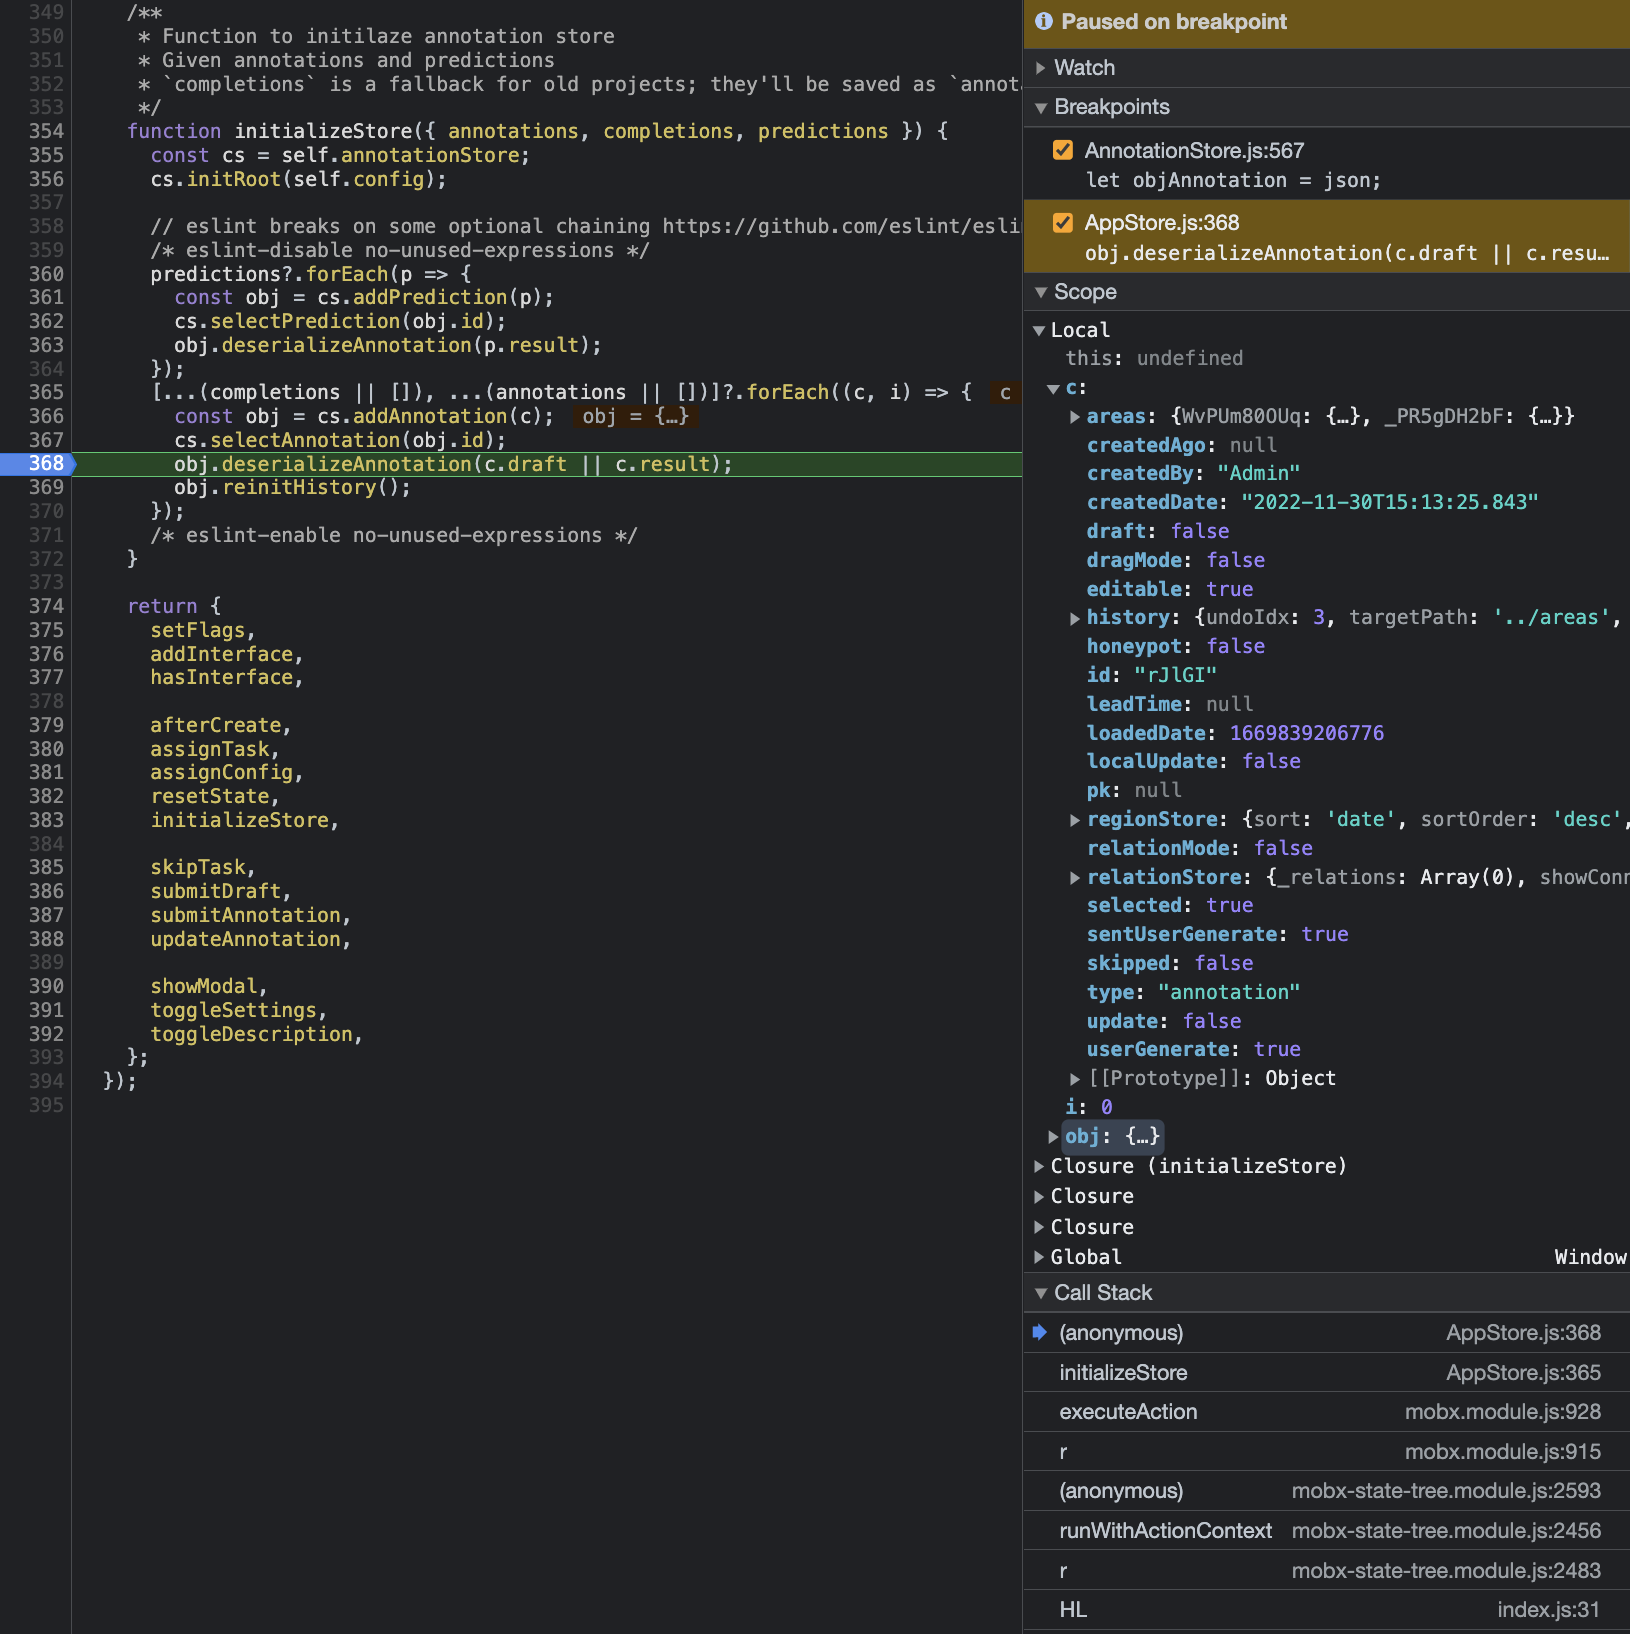 349 /**
350 * Function to initilaze annotation store
351 * Given annotations and predictions
352 * `completions` is a fallback for old projects; they'll be saved as `annot
353 */
354 function initializeStore({ annotations, completions, predictions }) {
355 const cs = self.annotationStore;
356 cs.initRoot(self.config);
357
358 // eslint breaks on some optional chaining https://github.com/eslint/esli
359 /* eslint-disable no-unused-expressions */
360 predictions?.forEach(p => {
361 const obj = cs.addPrediction(p);
362 cs.selectPrediction(obj.id);
363 obj.deserializeAnnotation(p.result);
364 });
365 [...(completions || []), ...(annotations || [])]?.forEach((c, i) => { c
366 const obj = cs.addAnnotation(c); obj = {…}
367 cs.selectAnnotation(obj.id);
368 obj.deserializeAnnotation(c.draft || c.result);
369 obj.reinitHistory();
370 });
371 /* eslint-enable no-unused-expressions */
372 }
373
374 return {
375 setFlags,
376 addInterface,
377 hasInterface,
378
379 afterCreate,
380 assignTask,
381 assignConfig,
382 resetState,
383 initializeStore,
384
385 skipTask,
386 submitDraft,
387 submitAnnotation,
388 updateAnnotation,
389
390 showModal,
391 toggleSettings,
392 toggleDescription,
393 };
394 });
395
Paused on breakpoint
Watch
Breakpoints
AnnotationStore.js:567
let objAnnotation = json;
AppStore.js:368
obj.deserializeAnnotation(c.draft || c.resu…
Scope
Local
this: undefined
c:
areas: {WvPUm80OUq: {…}, _PR5gDH2bF: {…}}
createdAgo: null
createdBy: "Admin"
createdDate: "2022-11-30T15:13:25.843"
draft: false
dragMode: false
editable: true
history: {undoIdx: 3, targetPath: '../areas',
honeypot: false
id: "rJlGI"
leadTime: null
loadedDate: 1669839206776
localUpdate: false
pk: null
regionStore: {sort: 'date', sortOrder: 'desc',
relationMode: false
relationStore: {_relations: Array(0), showConn
selected: true
sentUserGenerate: true
skipped: false
type: "annotation"
update: false
userGenerate: true
[[Prototype]]: Object
i: 0
obj: {…}
Closure (initializeStore)
Closure
Closure
Global Window
Call Stack
(anonymous) AppStore.js:368
initializeStore AppStore.js:365
executeAction mobx.module.js:928
r mobx.module.js:915
(anonymous) mobx-state-tree.module.js:2593
runWithActionContext mobx-state-tree.module.js:2456
r mobx-state-tree.module.js:2483
HL index.js:31